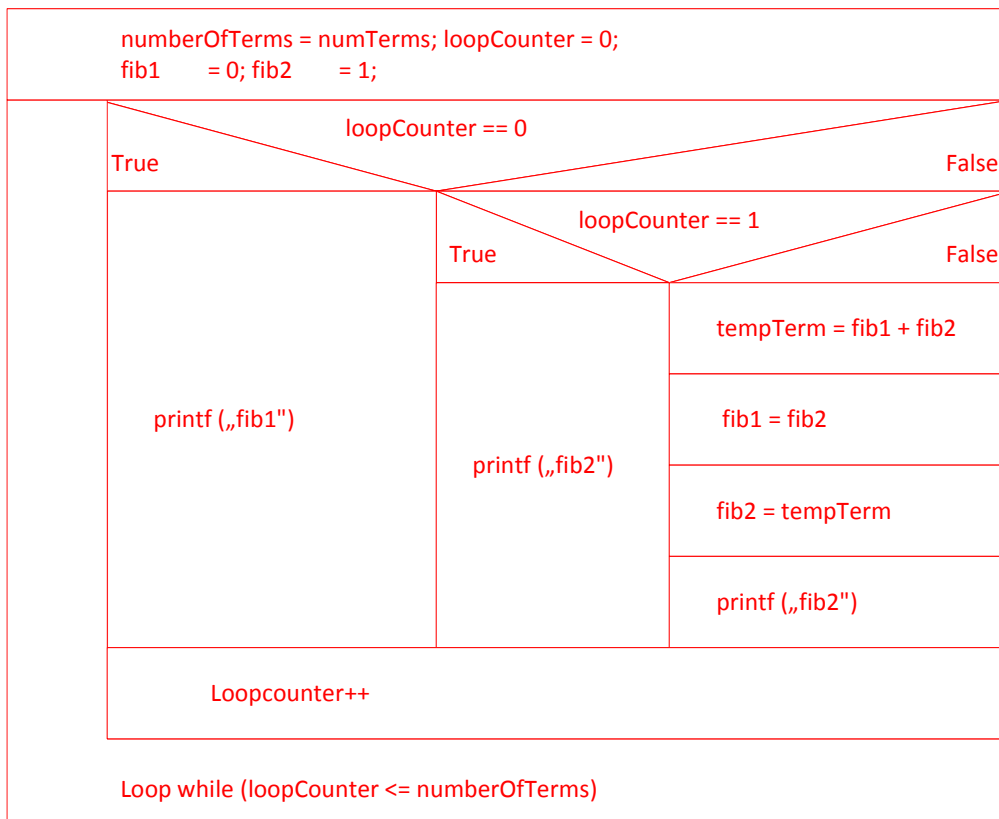 numberOfTerms = numTerms; loopCounter = 0;
fib1 = 0; fib2 = 1;
loopCounter == 0
True
False
loopCounter == 1
True
False
printf („fib1")
printf („fib2")
tempTerm = fib1 + fib2
fib1 = fib2
fib2 = tempTerm
printf („fib2")
Loopcounter++
Loop while (loopCounter <= numberOfTerms)